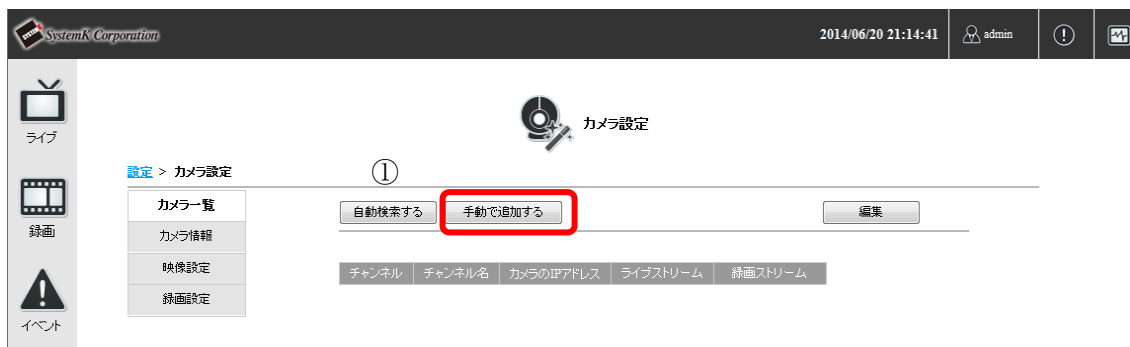 SystemK Corporation
2014/06/20 21:14:41
admin
ライブ
カメラ設定
設定 > カメラ設定
①
カメラ一覧
自動検索する
手動で追加する
編集
録画
カメラ情報
映像設定
チャンネル チャンネル名 カメラのIPアドレス ライブストリーム 録画ストリーム
録画設定
イベント